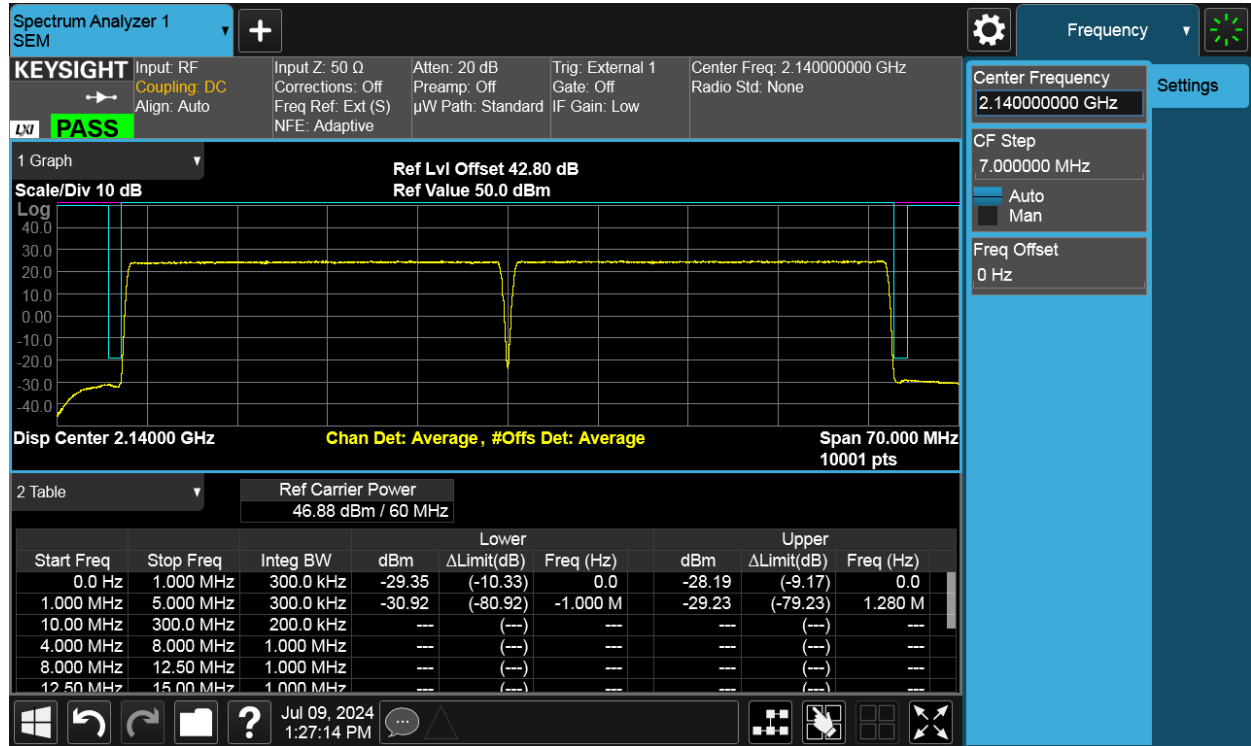 Spectrum Analyzer 1
SEM
Frequency
KEYSIGHT
LXI
PASS
Input: RF
Coupling: DC
Align: Auto
Input Z: 50 Ω
Corrections: Off
Freq Ref: Ext (S)
NFE: Adaptive
Atten: 20 dB
Preamp: Off
µW Path: Standard
Trig: External 1
Gate: Off
IF Gain: Low
Center Freq: 2.140000000 GHz
Radio Std: None
Center Frequency
2.140000000 GHz
Settings
CF Step
7.000000 MHz
Auto
Man
Freq Offset
0 Hz
1 Graph
Scale/Div 10 dB
Ref Lvl Offset 42.80 dB
Ref Value 50.0 dBm
Log
40.0
30.0
20.0
10.0
0.00
-10.0
-20.0
-30.0
-40.0
Disp Center 2.14000 GHz
Chan Det: Average , #Offs Det: Average
Span 70.000 MHz
10001 pts
2 Table
Ref Carrier Power
46.88 dBm / 60 MHz
Lower Upper
Start Freq Stop Freq Integ BW dBm ΔLimit(dB) Freq (Hz) dBm ΔLimit(dB) Freq (Hz)
0.0 Hz 1.000 MHz 300.0 kHz -29.35 (-10.33) 0.0 -28.19 (-9.17) 0.0
1.000 MHz 5.000 MHz 300.0 kHz -30.92 (-80.92) -1.000 M -29.23 (-79.23) 1.280 M
10.00 MHz 300.0 MHz 200.0 kHz --- (---) --- --- (---) ---
4.000 MHz 8.000 MHz 1.000 MHz --- (---) --- --- (---) ---
8.000 MHz 12.50 MHz 1.000 MHz --- (---) --- --- (---) ---
12.50 MHz 15.00 MHz 1.000 MHz --- (---) --- --- (---) ---
Jul 09, 2024
1:27:14 PM